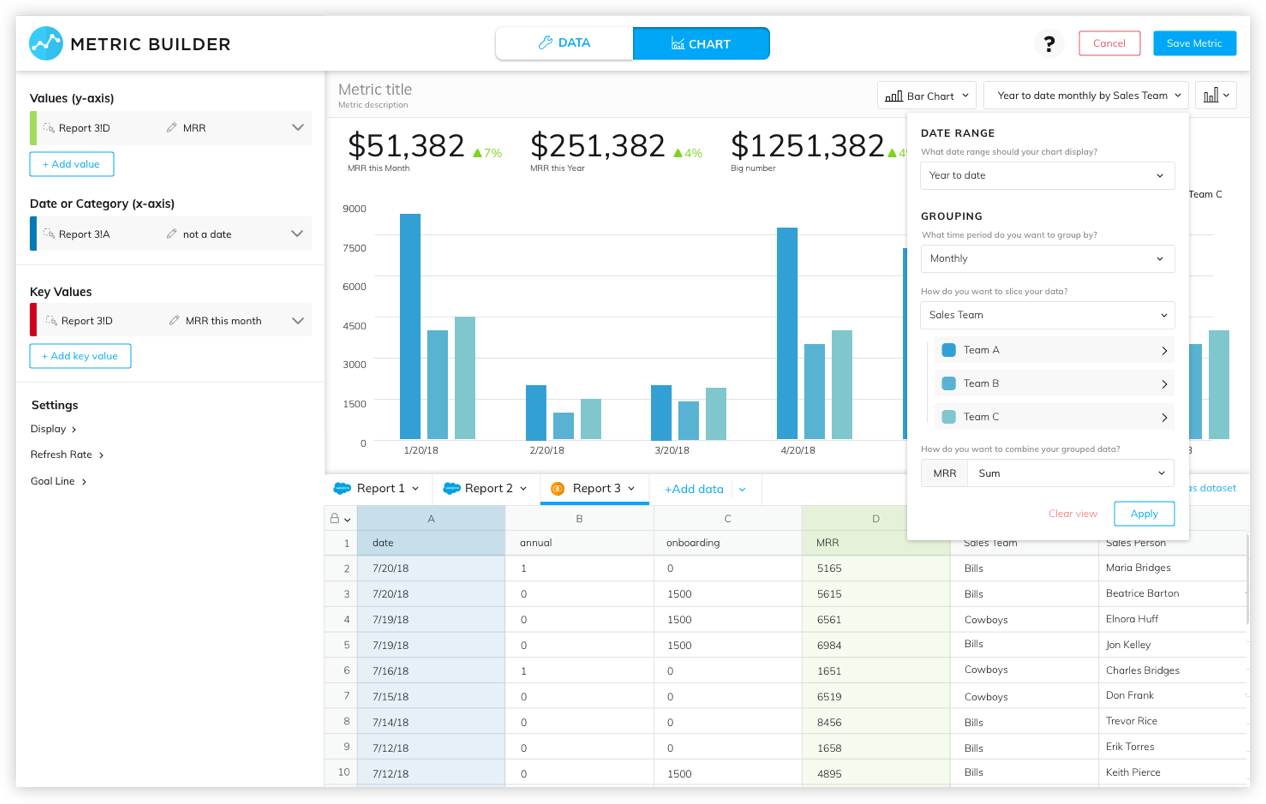 METRIC BUILDER
DATA
CHART
?
Cancel
Save Metric
Values (y-axis)
Report 3!D MRR
+ Add value
Date or Category (x-axis)
Report 3!A not a date
Key Values
Report 3!D MRR this month
+ Add key value
Settings
Display
Refresh Rate
Goal Line
Metric title
Metric description
Bar Chart
Year to date monthly by Sales Team
$51,382 7% $251,382 4% $1251,382
MRR this Month MRR this Year Big number
Team C
9000
7500
6000
4500
3000
1500
0
1/20/18 2/20/18 3/20/18 4/20/18
DATE RANGE
What date range should your chart display?
Year to date
GROUPING
What time period do you want to group by?
Monthly
How do you want to slice your data?
Sales Team
Team A
Team B
Team C
How do you want to combine your grouped data?
MRR Sum
Clear view Apply
Report 1 Report 2 Report 3 +Add data as dataset
A B C D
1 date annual onboarding MRR Sales Team Sales Person
2 7/20/18 1 0 5165 Bills Maria Bridges
3 7/20/18 0 1500 5615 Bills Beatrice Barton
4 7/19/18 0 1500 6561 Cowboys Elnora Huff
5 7/19/18 0 1500 6984 Bills Jon Kelley
6 7/16/18 1 0 1651 Cowboys Charles Bridges
7 7/15/18 0 0 6519 Cowboys Don Frank
8 7/14/18 0 0 8456 Bills Trevor Rice
9 7/12/18 0 0 1658 Bills Erik Torres
10 7/12/18 0 1500 4895 Bills Keith Pierce